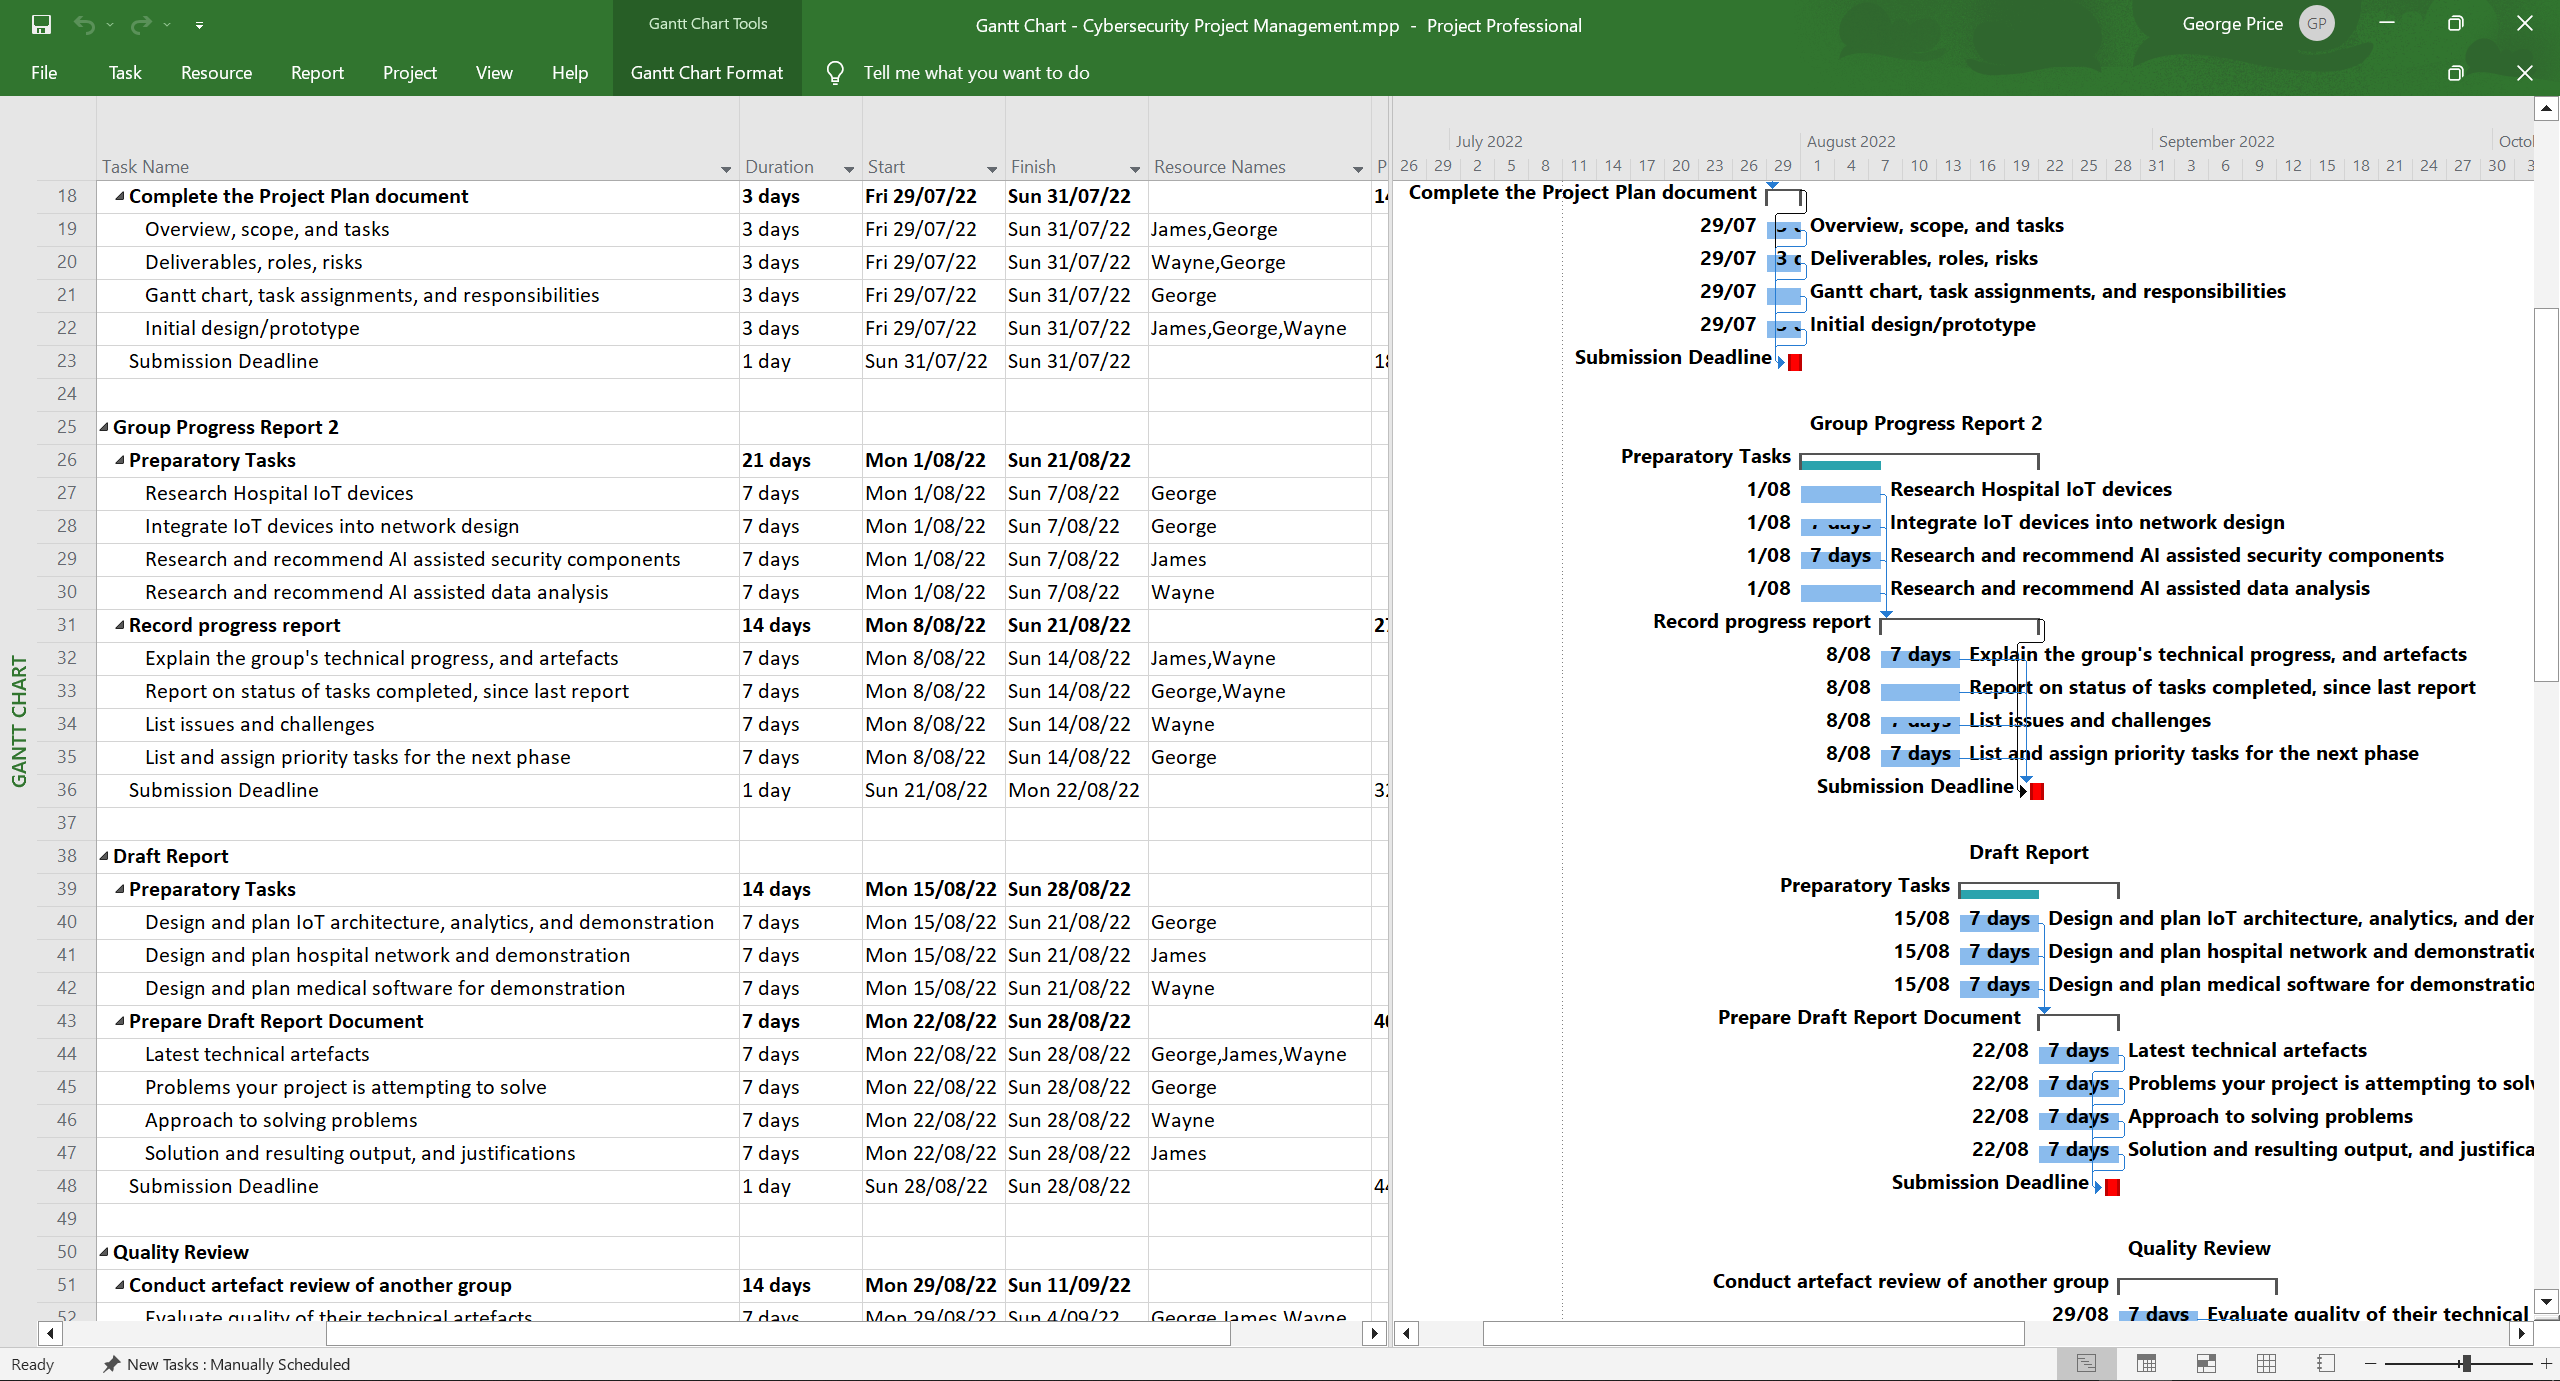 Gantt Chart Tools
Gantt Chart - Cybersecurity Project Management.mpp - Project Professional
George Price GP
File Task Resource Report Project View Help Gantt Chart Format Tell me what you want to do
Task Name Duration Start Finish Resource Names P
18 Complete the Project Plan document 3 days Fri 29/07/22 Sun 31/07/22
19 Overview, scope, and tasks 3 days Fri 29/07/22 Sun 31/07/22 James,George
20 Deliverables, roles, risks 3 days Fri 29/07/22 Sun 31/07/22 Wayne,George
21 Gantt chart, task assignments, and responsibilities 3 days Fri 29/07/22 Sun 31/07/22 George
22 Initial design/prototype 3 days Fri 29/07/22 Sun 31/07/22 James,George,Wayne
23 Submission Deadline 1 day Sun 31/07/22 Sun 31/07/22
24
25 Group Progress Report 2
26 Preparatory Tasks 21 days Mon 1/08/22 Sun 21/08/22
27 Research Hospital IoT devices 7 days Mon 1/08/22 Sun 7/08/22 George
28 Integrate IoT devices into network design 7 days Mon 1/08/22 Sun 7/08/22 George
29 Research and recommend AI assisted security components 7 days Mon 1/08/22 Sun 7/08/22 James
30 Research and recommend AI assisted data analysis 7 days Mon 1/08/22 Sun 7/08/22 Wayne
31 Record progress report 14 days Mon 8/08/22 Sun 21/08/22
32 Explain the group's technical progress, and artefacts 7 days Mon 8/08/22 Sun 14/08/22 James,Wayne
33 Report on status of tasks completed, since last report 7 days Mon 8/08/22 Sun 14/08/22 George,Wayne
34 List issues and challenges 7 days Mon 8/08/22 Sun 14/08/22 Wayne
35 List and assign priority tasks for the next phase 7 days Mon 8/08/22 Sun 14/08/22 George
36 Submission Deadline 1 day Sun 21/08/22 Mon 22/08/22
37
38 Draft Report
39 Preparatory Tasks 14 days Mon 15/08/22 Sun 28/08/22
40 Design and plan IoT architecture, analytics, and demonstration 7 days Mon 15/08/22 Sun 21/08/22 George
41 Design and plan hospital network and demonstration 7 days Mon 15/08/22 Sun 21/08/22 James
42 Design and plan medical software for demonstration 7 days Mon 15/08/22 Sun 21/08/22 Wayne
43 Prepare Draft Report Document 7 days Mon 22/08/22 Sun 28/08/22
44 Latest technical artefacts 7 days Mon 22/08/22 Sun 28/08/22 George,James,Wayne
45 Problems your project is attempting to solve 7 days Mon 22/08/22 Sun 28/08/22 George
46 Approach to solving problems 7 days Mon 22/08/22 Sun 28/08/22 Wayne
47 Solution and resulting output, and justifications 7 days Mon 22/08/22 Sun 28/08/22 James
48 Submission Deadline 1 day Sun 28/08/22 Sun 28/08/22
49
50 Quality Review
51 Conduct artefact review of another group 14 days Mon 29/08/22 Sun 11/09/22
52 Evaluate quality of their technical artefacts 7 days Mon 29/08/22 Sun 4/09/22 George,James,Wayne
GANTT CHART
July 2022 August 2022 September 2022
26 29 2 5 8 11 14 17 20 23 26 29 1 4 7 10 13 16 19 22 25 28 31 3 6 9 12 15 18 21 24 27 30
Complete the Project Plan document
29/07 Overview, scope, and tasks
29/07 3 Deliverables, roles, risks
29/07 Gantt chart, task assignments, and responsibilities
29/07 Initial design/prototype
Submission Deadline
Group Progress Report 2
Preparatory Tasks
1/08 Research Hospital IoT devices
1/08 7 days Integrate IoT devices into network design
1/08 7 days Research and recommend AI assisted security components
1/08 Research and recommend AI assisted data analysis
Record progress report
8/08 7 days Explain the group's technical progress, and artefacts
8/08 Report on status of tasks completed, since last report
8/08 7 days List issues and challenges
8/08 7 days List and assign priority tasks for the next phase
Submission Deadline
Draft Report
Preparatory Tasks
15/08 7 days Design and plan IoT architecture, analytics, and
15/08 7 days Design and plan hospital network and
15/08 7 days Design and plan medical software for
Prepare Draft Report Document
22/08 7 days Latest technical artefacts
22/08 7 days Problems your project is attempting to
22/08 7 days Approach to solving problems
22/08 7 days Solution and resulting output, and
Submission Deadline
Quality Review
Conduct artefact review of another group
29/08 7 days Evaluate quality of their technical
Ready New Tasks : Manually Scheduled